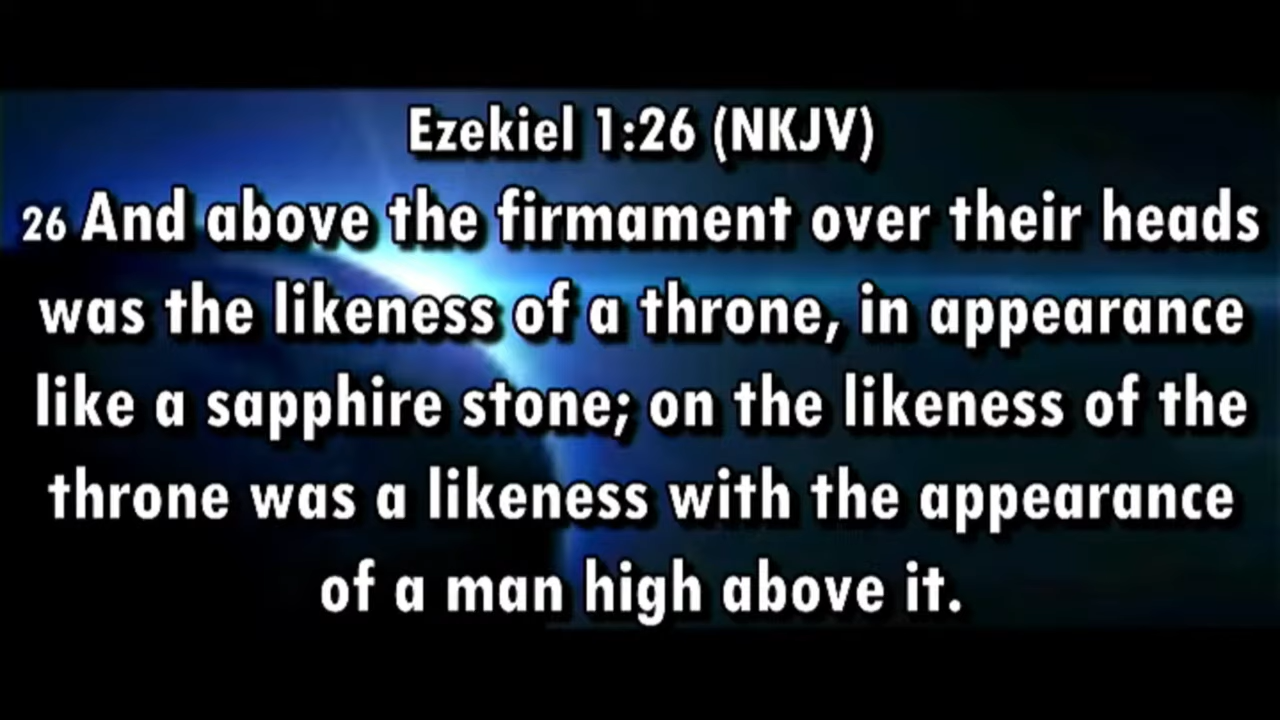 Ezekiel 1:26 (NKJV)
26 And above the firmament over their heads
was the likeness of a throne, in appearance
like a sapphire stone; on the likeness of the
throne was a likeness with the appearance
of a man high above it.